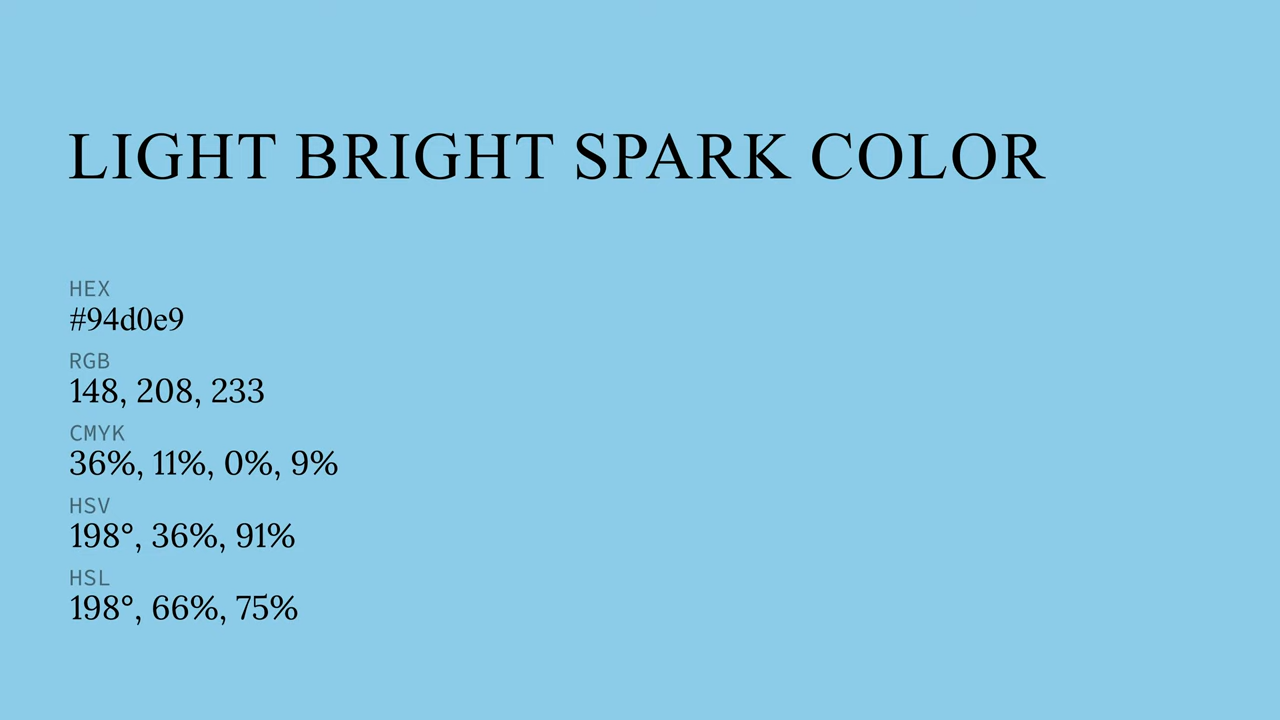 LIGHT BRIGHT SPARK COLOR
HEX
#94d0e9
RGB
148, 208, 233
CMYK
36%, 11%, 0%, 9%
HSV
198°, 36%, 91%
HSL
198°, 66%, 75%